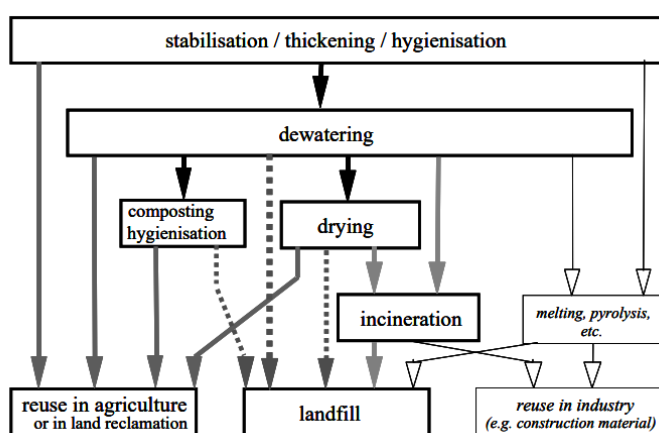 stabilisation / thickening / hygienisation
dewatering
composting
hygienisation
drying
incineration
melting, pyrolysis,
etc.
reuse in agriculture
or in land reclamation
landfill
reuse in industry
(e.g. construction material)